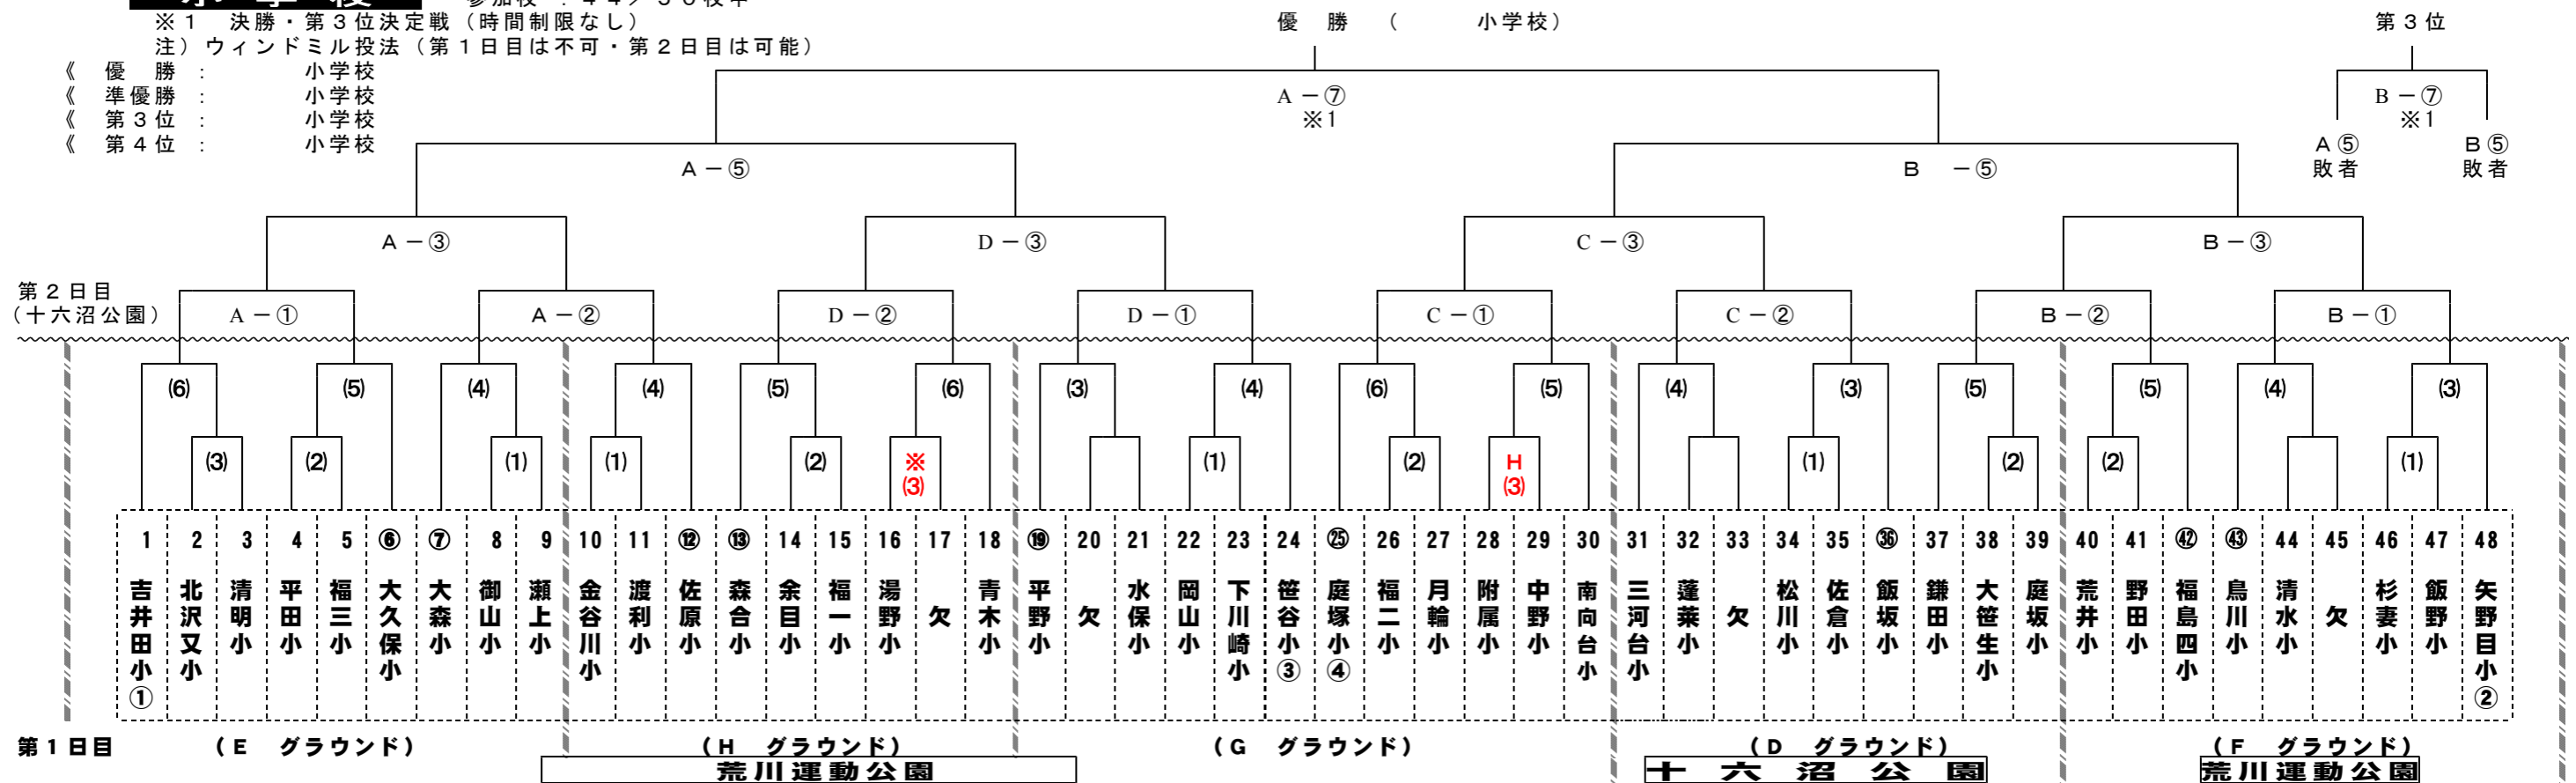 小学校 参加校：44／50校中
※1 決勝・第3位決定戦（時間制限なし）
注）ウィンドミル投法（第1日目は不可・第2日目は可能）
《 優 勝 ： 小学校
《 準優勝 ： 小学校
《 第3位 ： 小学校
《 第4位 ： 小学校
優 勝 （ 小学校）
第3位
A－⑦
※1
B－⑦
※1
A⑤
敗者
B⑤
敗者
A－⑤
B －⑤
A－③
D－③
C－③
B－③
第2日目
（十六沼公園）
A－① A－② D－② D－① C－① C－② B－② B－①
(6) (5) (4) (4) (5) (6) (3) (4) (6) (5) (4) (3) (5) (5) (4) (3)
(3) (2) (1) (1) (2) ※(3) (1) (2) H(3) (1) (2) (2) (1)
1 吉井田小①
2 北沢又小
3 清明小
4 平田小
5 福三小
⑥ 大久保小
⑦ 大森小
8 御山小
9 瀬上小
10 金谷川小
11 渡利小
⑫ 佐原小
⑬ 森合小
14 余目小
15 福一小
16 湯野小
17 欠
18 青木小
⑲ 平野小
20 欠
21 水保小
22 岡山小
23 下川崎小
24 笹谷小③
㉕ 庭塚小④
26 福二小
27 月輪小
28 附属小
29 中野小
30 南向台小
31 三河台小
32 蓬莱小
33 欠
34 松川小
35 佐倉小
㊱ 飯坂小
37 鎌田小
38 大笹生小
39 庭坂小
40 荒井小
41 野田小
㊷ 福島四小
㊸ 鳥川小
44 清水小
45 欠
46 杉妻小
47 飯野小
48 矢野目小②
第1日目 （E グラウンド） （H グラウンド） （G グラウンド） （D グラウンド） （F グラウンド）
荒川運動公園 十六沼公園 荒川運動公園